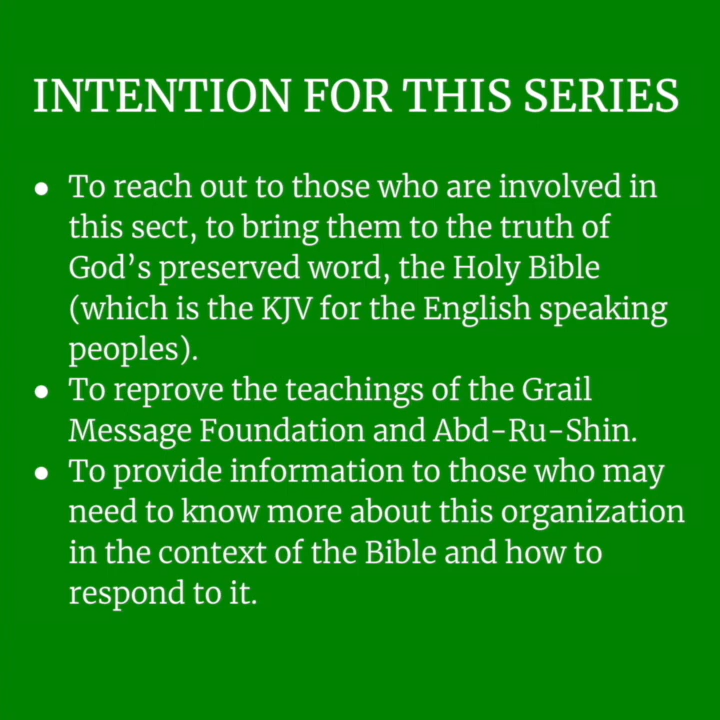 INTENTION FOR THIS SERIES
● To reach out to those who are involved in
this sect, to bring them to the truth of
God’s preserved word, the Holy Bible
(which is the KJV for the English speaking
peoples).
● To reprove the teachings of the Grail
Message Foundation and Abd-Ru-Shin.
● To provide information to those who may
need to know more about this organization
in the context of the Bible and how to
respond to it.